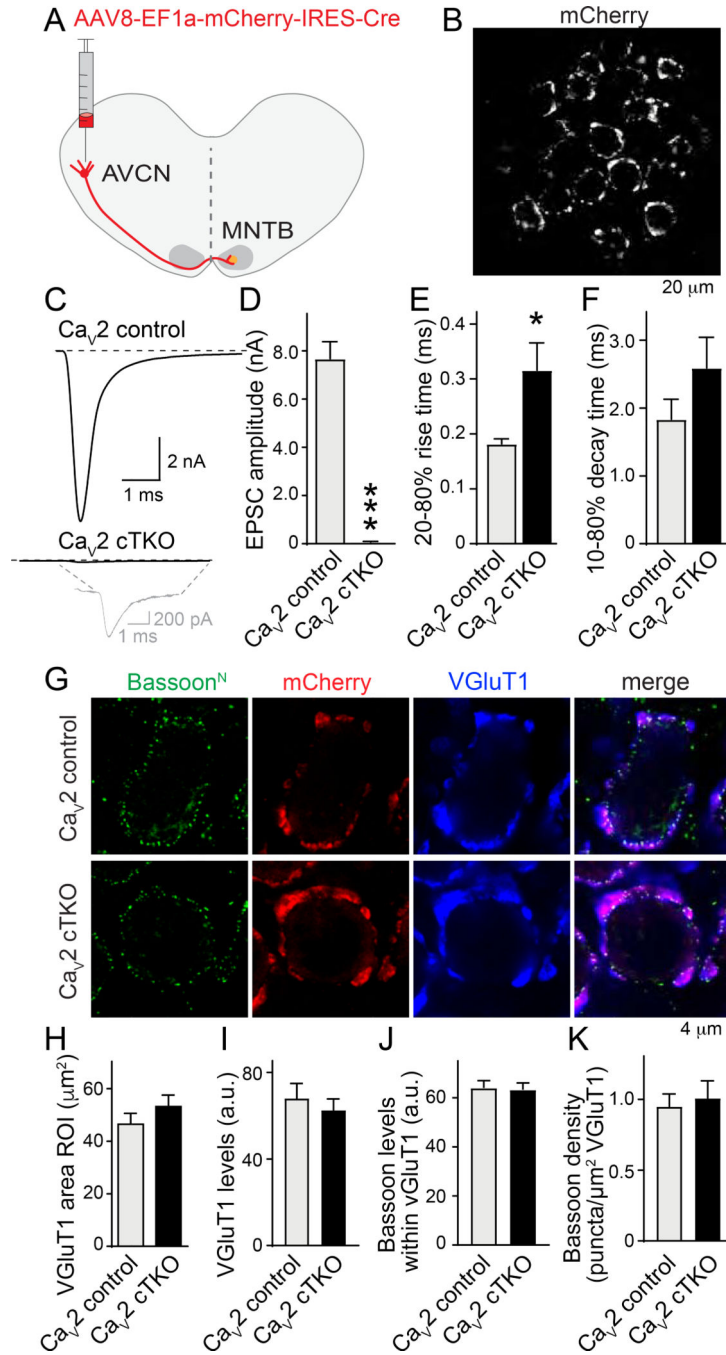 A AAV8-EF1a-mCherry-IRES-Cre
AVCN
MNTB
B mCherry
20 μm
C
CaV2 control
2 nA
1 ms
CaV2 cTKO
200 pA
1 ms
D
EPSC amplitude (nA)
8.0
6.0
4.0
2.0
0
***
CaV2 control
CaV2 cTKO
E
20-80% rise time (ms)
0.4
0.3
0.2
0.1
0
*
CaV2 control
CaV2 cTKO
F
10-80% decay time (ms)
3.0
2.0
1.0
0
CaV2 control
CaV2 cTKO
G
BassoonN mCherry VGluT1 merge
CaV2 control
CaV2 cTKO
4 μm
H
VGluT1 area ROI (μm2)
60
40
20
0
CaV2 control
CaV2 cTKO
I
VGluT1 levels (a.u.)
80
40
0
CaV2 control
CaV2 cTKO
J
Bassoon levels
within vGluT1 (a.u.)
60
40
20
0
CaV2 control
CaV2 cTKO
K
Bassoon density
(puncta/μm2 VGluT1)
1.0
0.5
0
CaV2 control
CaV2 cTKO